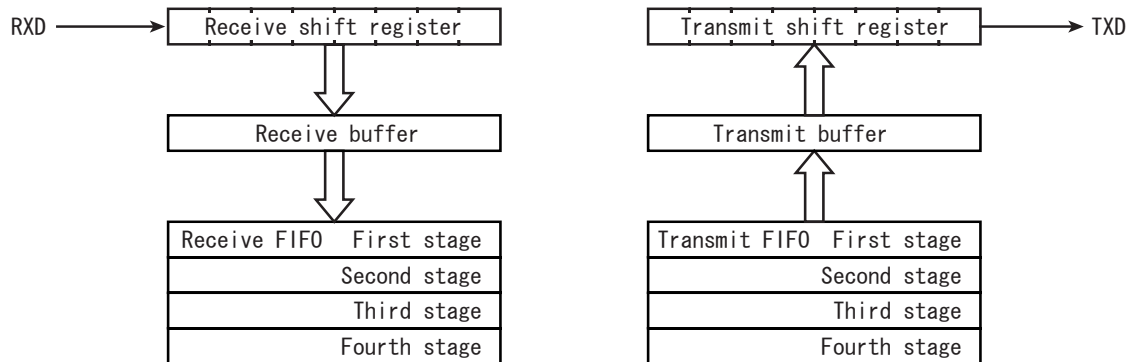 RXD
Receive shift register
Receive buffer
Receive FIFO First stage
Second stage
Third stage
Fourth stage
Transmit shift register
TXD
Transmit buffer
Transmit FIFO First stage
Second stage
Third stage
Fourth stage